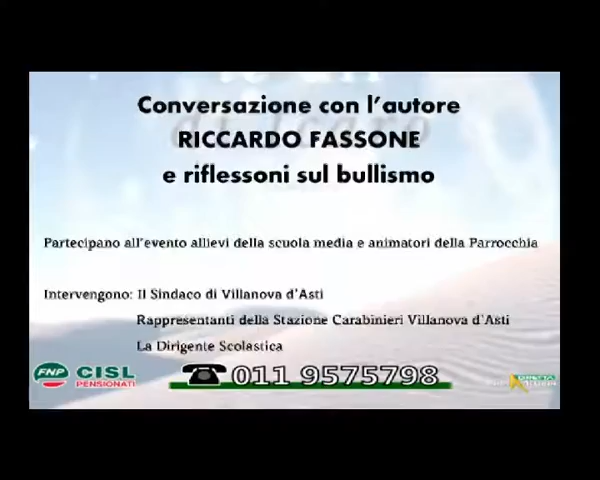 Conversazione con l'autore
RICCARDO FASSONE
e riflessoni sul bullismo
Partecipano all'evento allievi della scuola media e animatori della Parrocchia
Intervengono: Il Sindaco di Villanova d'Asti
Rappresentanti della Stazione Carabinieri Villanova d'Asti
La Dirigente Scolastica
FNP CISL
PENSIONATI
011 9575798